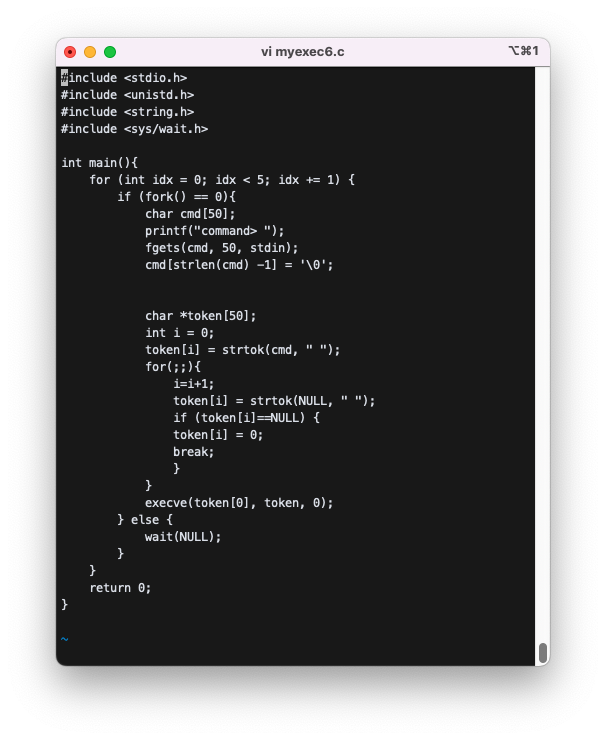 vi myexec6.c ⌥⌘1
#include <stdio.h>
#include <unistd.h>
#include <string.h>
#include <sys/wait.h>
int main(){
    for (int idx = 0; idx < 5; idx += 1) {
        if (fork() == 0){
            char cmd[50];
            printf("command> ");
            fgets(cmd, 50, stdin);
            cmd[strlen(cmd) -1] = '\0';
            char *token[50];
            int i = 0;
            token[i] = strtok(cmd, " ");
            for(;;){
                i=i+1;
                token[i] = strtok(NULL, " ");
                if (token[i]==NULL) {
                token[i] = 0;
                break;
                }
            }
            execve(token[0], token, 0);
        } else {
            wait(NULL);
        }
    }
    return 0;
}
~